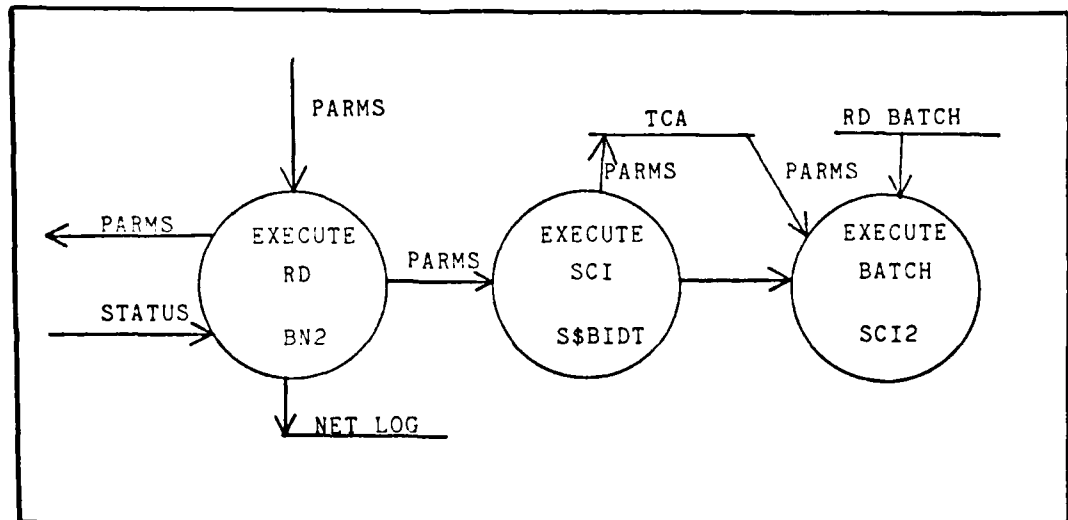 PARMS
TCA
RD BATCH
PARMS
PARMS
PARMS
STATUS
EXECUTE
RD
BN2
PARMS
EXECUTE
SCI
S$BIDT
EXECUTE
BATCH
SCI2
NET LOG